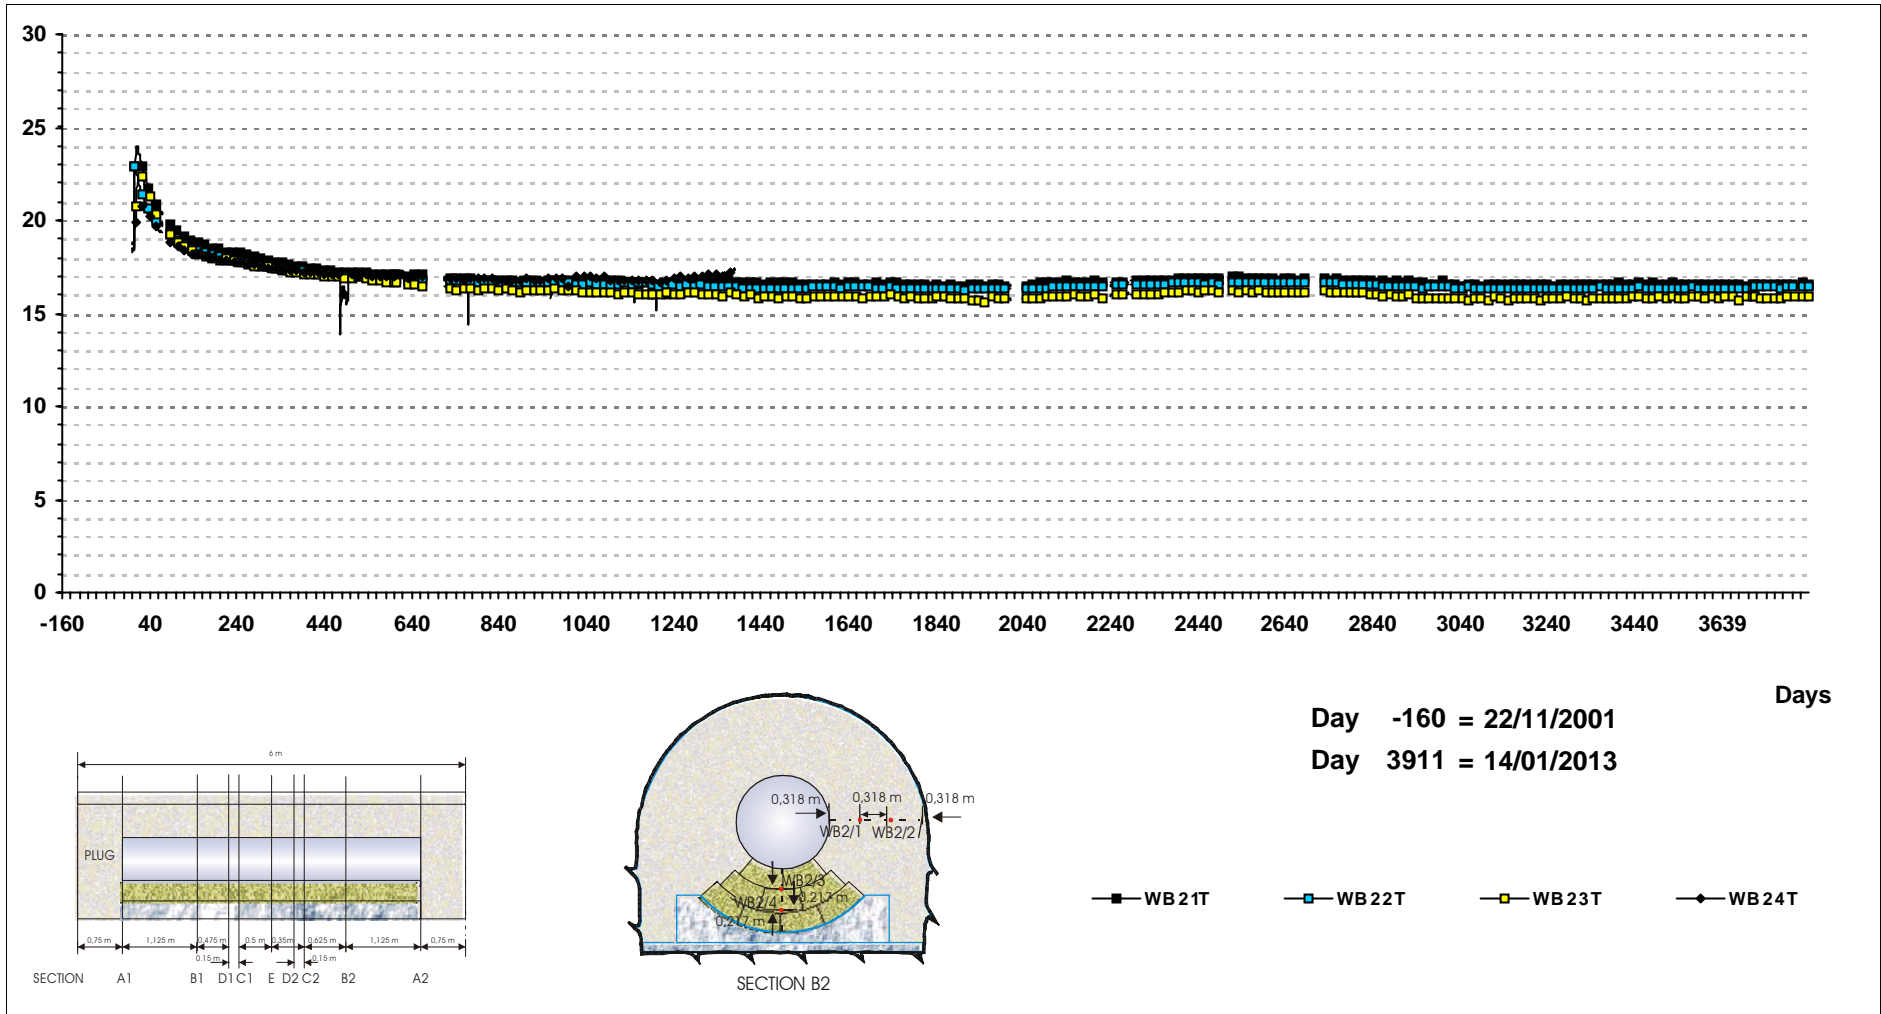 30
25
20
15
10
5
0
-160 40 240 440 640 840 1040 1240 1440 1640 1840 2040 2240 2440 2640 2840 3040 3240 3440 3639
Days
Day -160 = 22/11/2001
Day 3911 = 14/01/2013
WB21T WB22T WB23T WB24T
6 m
PLUG
0,75 m 1,125 m 0,475 m 0.5 m 0.35m 0.625 m 1,125 m 0,75 m
0.15 m 0.15 m
SECTION A1 B1 D1 C1 E D2 C2 B2 A2
0,318 m 0,318 m 0,318 m
WB2/1 WB2/2
WB2/3
WB2/4 0,217 m
0,217 m
SECTION B2